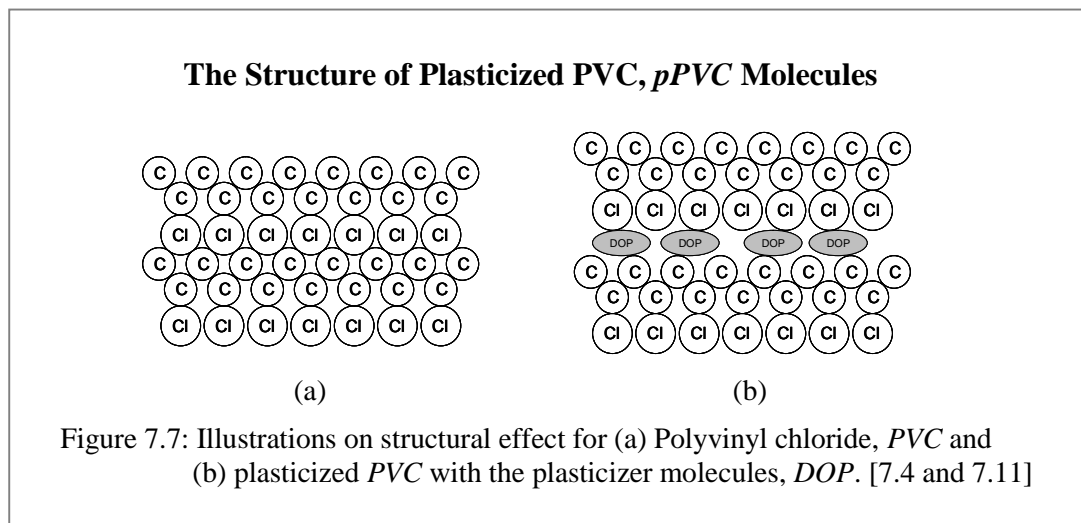 The Structure of Plasticized PVC, pPVC Molecules
C C C C C C C C
C C C C C C C
Cl Cl Cl Cl Cl Cl Cl
C C C C C C C C
C C C C C C C
Cl Cl Cl Cl Cl Cl Cl
(a)
C C C C C C C C
C C C C C C C
Cl Cl Cl Cl Cl Cl Cl
DOP DOP DOP DOP
C C C C C C C C
C C C C C C C
Cl Cl Cl Cl Cl Cl Cl
(b)
Figure 7.7: Illustrations on structural effect for (a) Polyvinyl chloride, PVC and
(b) plasticized PVC with the plasticizer molecules, DOP. [7.4 and 7.11]